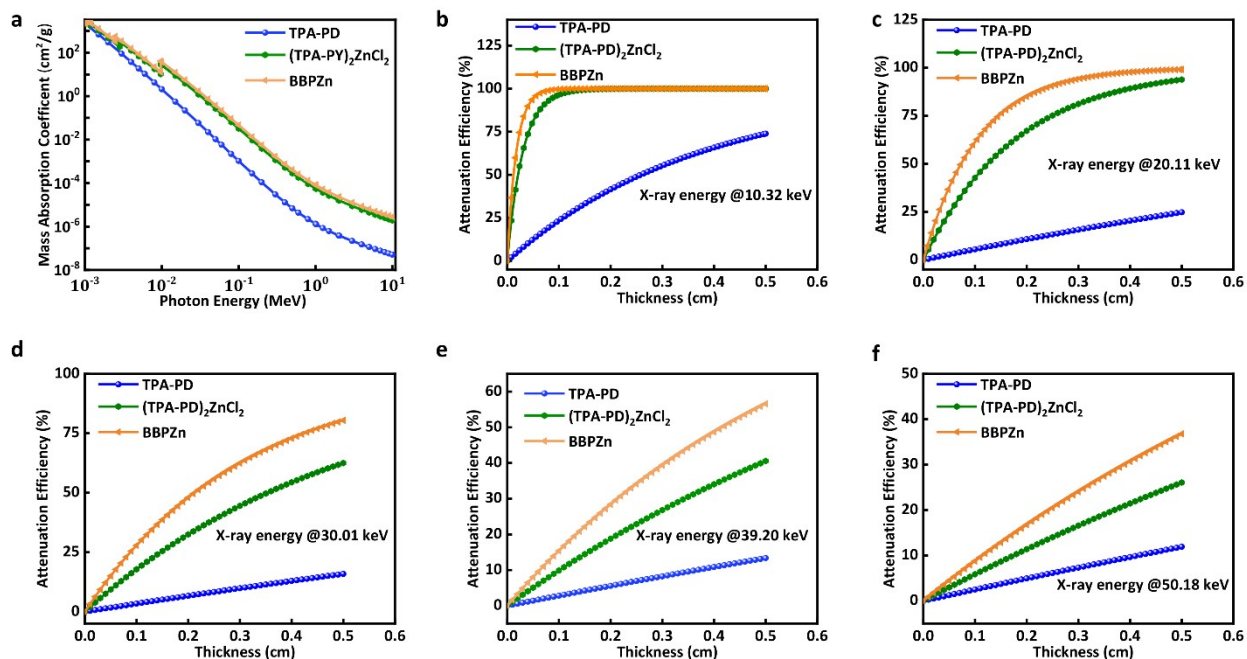 a
Mass Absorption Coefficent (cm²/g)
10²
10⁰
10⁻²
10⁻⁴
10⁻⁶
10⁻⁸
TPA-PD
(TPA-PY)₂ZnCl₂
BBPZn
10⁻³ 10⁻² 10⁻¹ 10⁰ 10¹
Photon Energy (MeV)
b
Attenuation Efficiency (%)
125
100
75
50
25
0
TPA-PD
(TPA-PD)₂ZnCl₂
BBPZn
X-ray energy @10.32 keV
0.0 0.1 0.2 0.3 0.4 0.5 0.6
Thickness (cm)
c
Attenuation Efficiency (%)
125
100
75
50
25
0
TPA-PD
(TPA-PD)₂ZnCl₂
BBPZn
X-ray energy @20.11 keV
0.0 0.1 0.2 0.3 0.4 0.5 0.6
Thickness (cm)
d
Attenuation Efficiency (%)
100
75
50
25
0
TPA-PD
(TPA-PD)₂ZnCl₂
BBPZn
X-ray energy @30.01 keV
0.0 0.1 0.2 0.3 0.4 0.5 0.6
Thickness (cm)
e
Attenuation Efficiency (%)
60
50
40
30
20
10
0
TPA-PD
(TPA-PD)₂ZnCl₂
BBPZn
X-ray energy @39.20 keV
0.0 0.1 0.2 0.3 0.4 0.5 0.6
Thickness (cm)
f
Attenuation Efficiency (%)
50
40
30
20
10
0
TPA-PD
(TPA-PD)₂ZnCl₂
BBPZn
X-ray energy @50.18 keV
0.0 0.1 0.2 0.3 0.4 0.5 0.6
Thickness (cm)